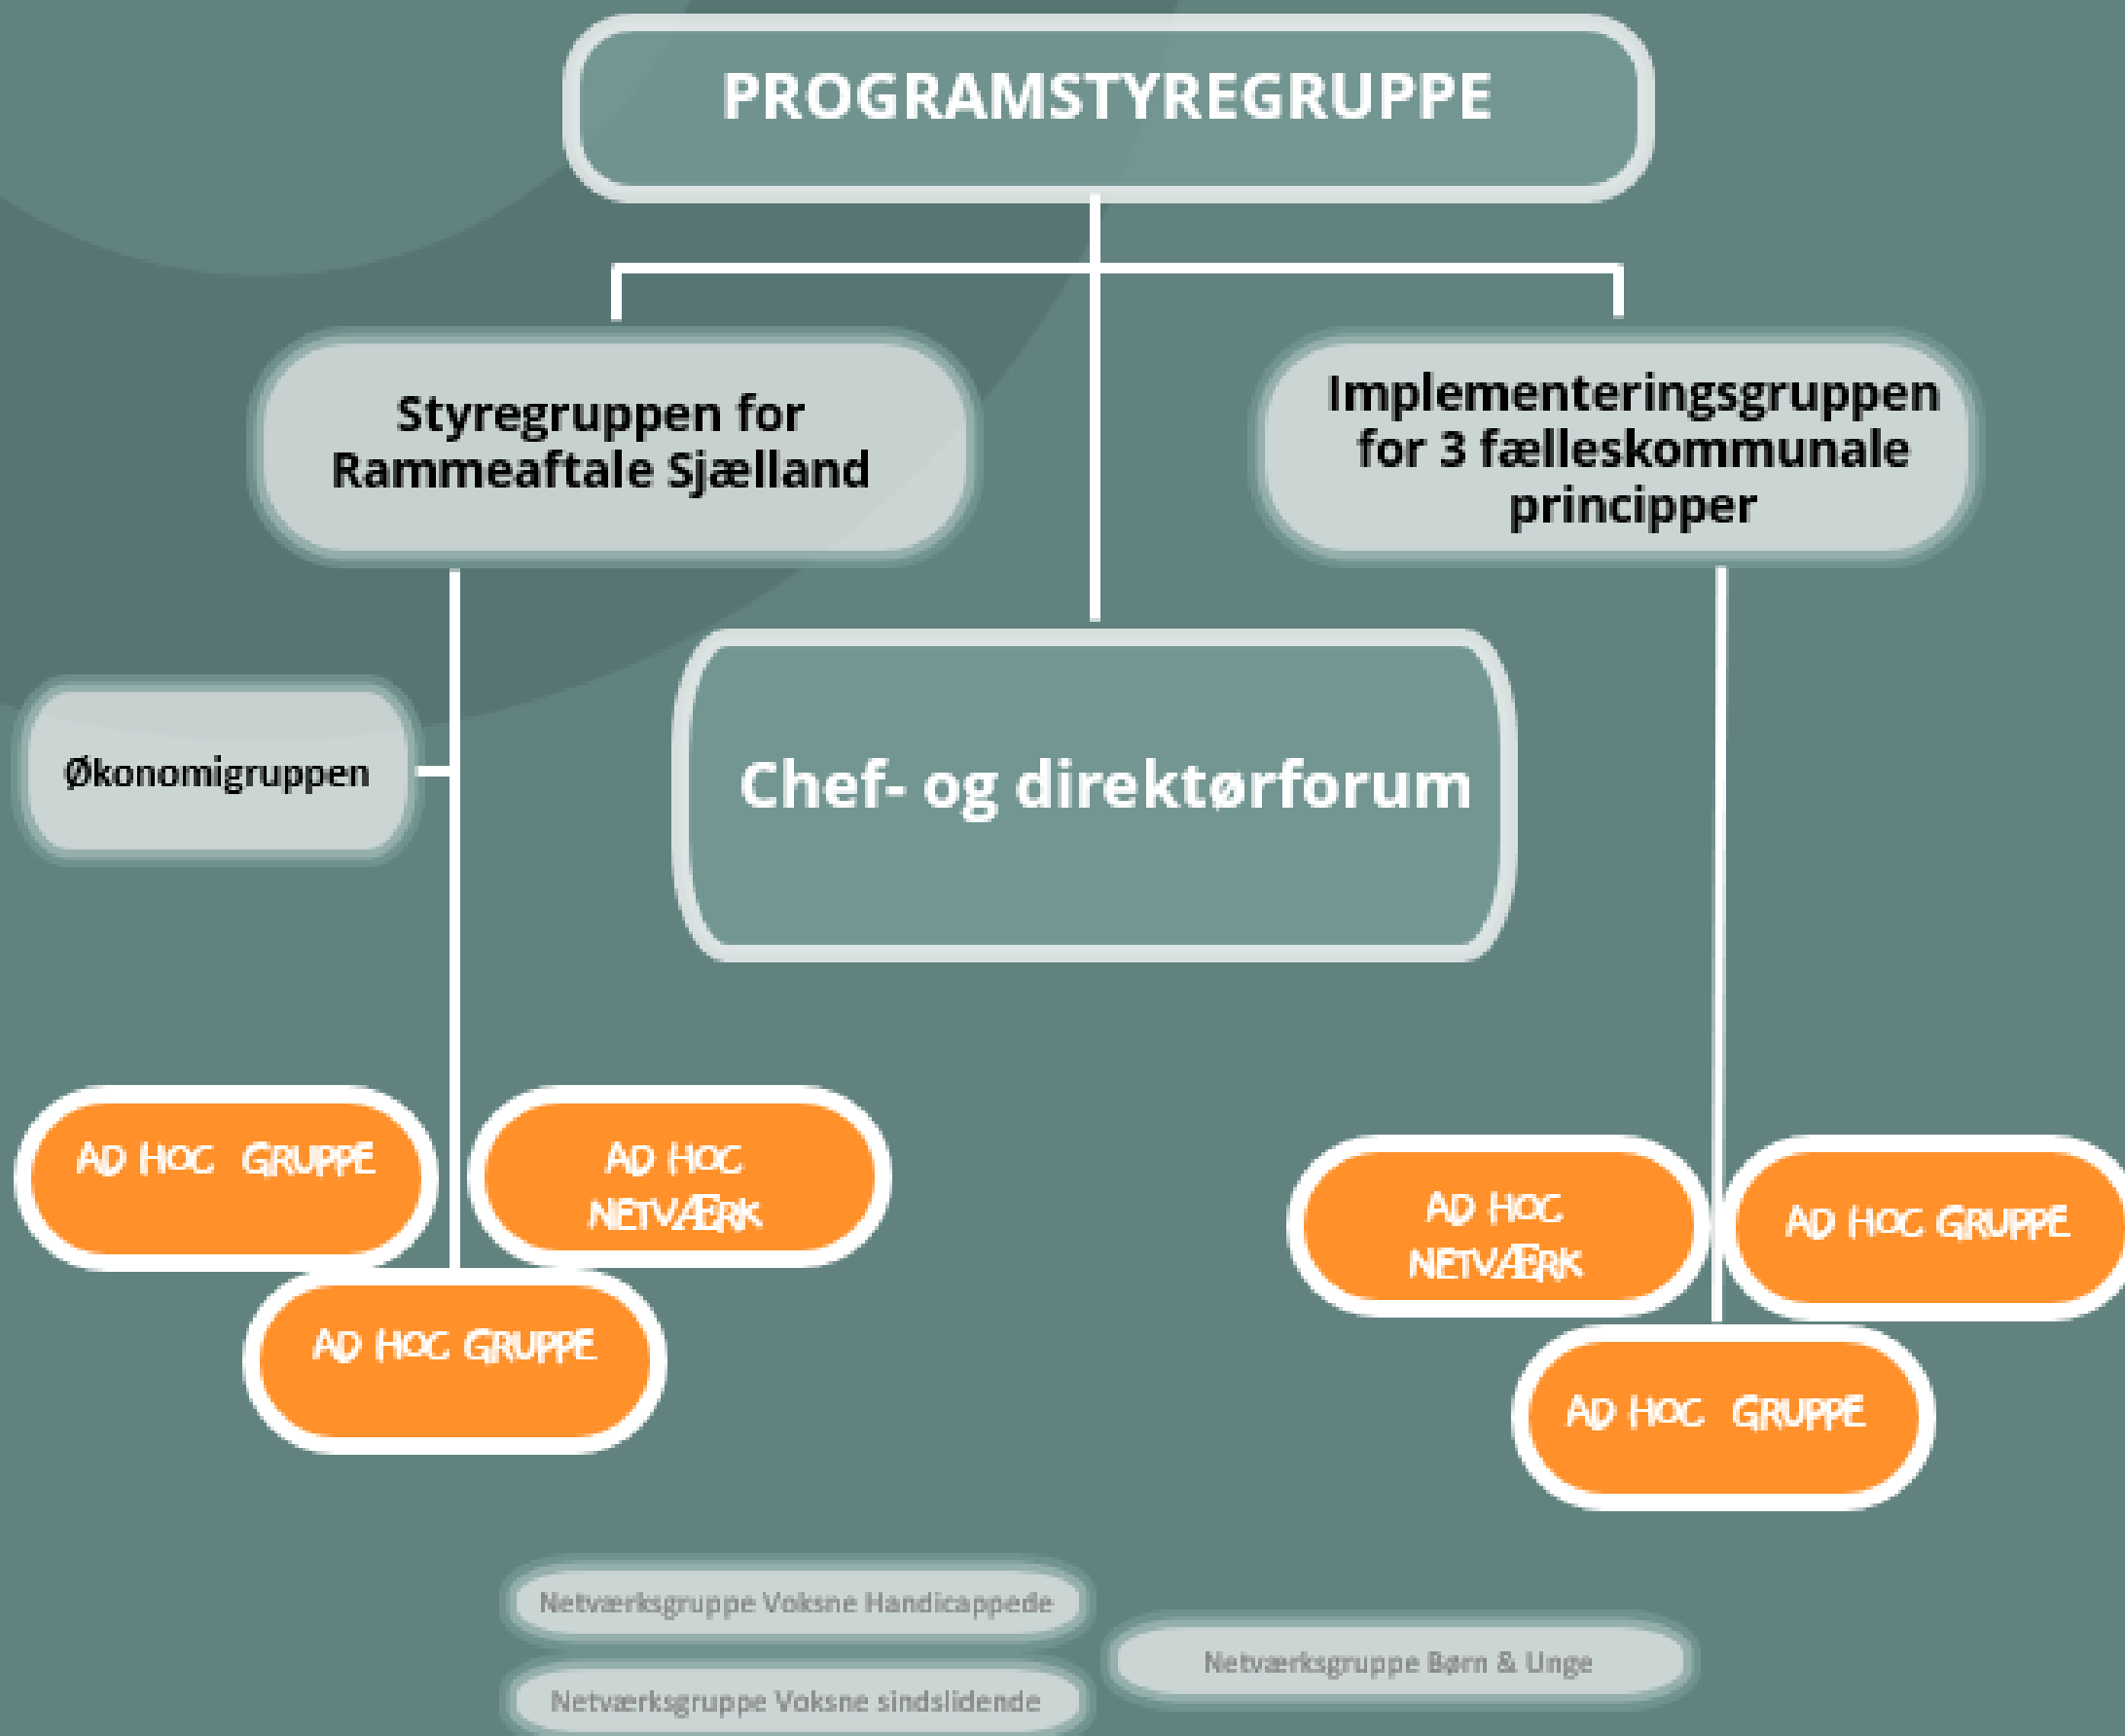 PROGRAMSTYREGRUPPE
Styregruppen for
Rammeaftale Sjælland
Implementeringsgruppen
for 3 fælleskommunale
principper
Økonomigruppen
Chef- og direktørforum
AD HOC GRUPPE
AD HOC
NETVÆRK
AD HOC GRUPPE
AD HOC
NETVÆRK
AD HOC GRUPPE
AD HOC GRUPPE
Netværksgruppe Voksne Handicappede
Netværksgruppe Børn & Unge
Netværksgruppe Voksne sindslidende